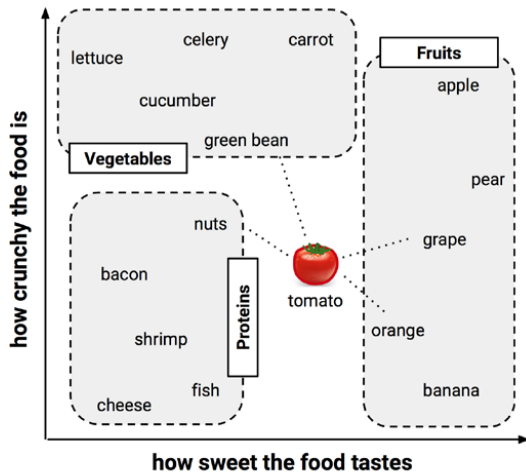 how crunchy the food is
celery
carrot
Fruits
lettuce
apple
cucumber
green bean
Vegetables
pear
nuts
grape
bacon
tomato
Proteins
shrimp
orange
fish
banana
cheese
how sweet the food tastes